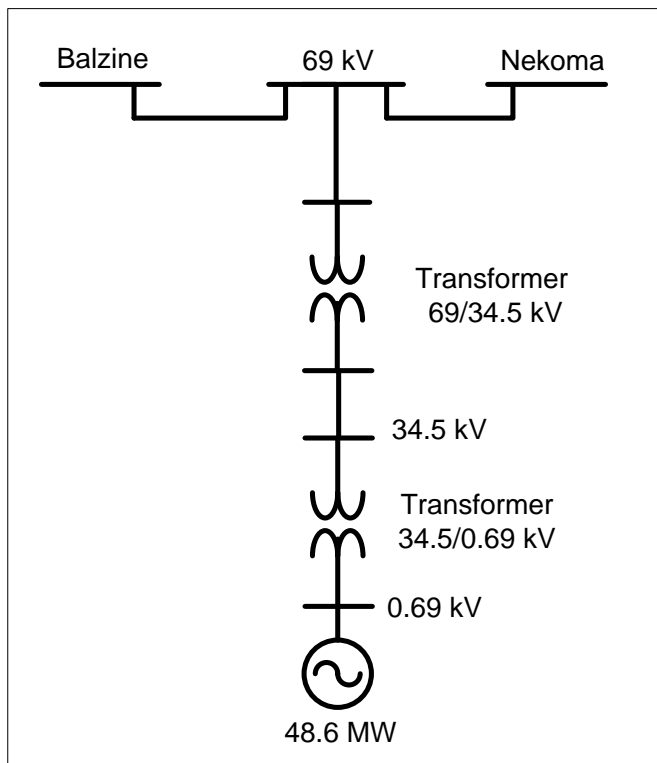 Balzine
69 kV
Nekoma
Transformer
69/34.5 kV
34.5 kV
Transformer
34.5/0.69 kV
0.69 kV
48.6 MW